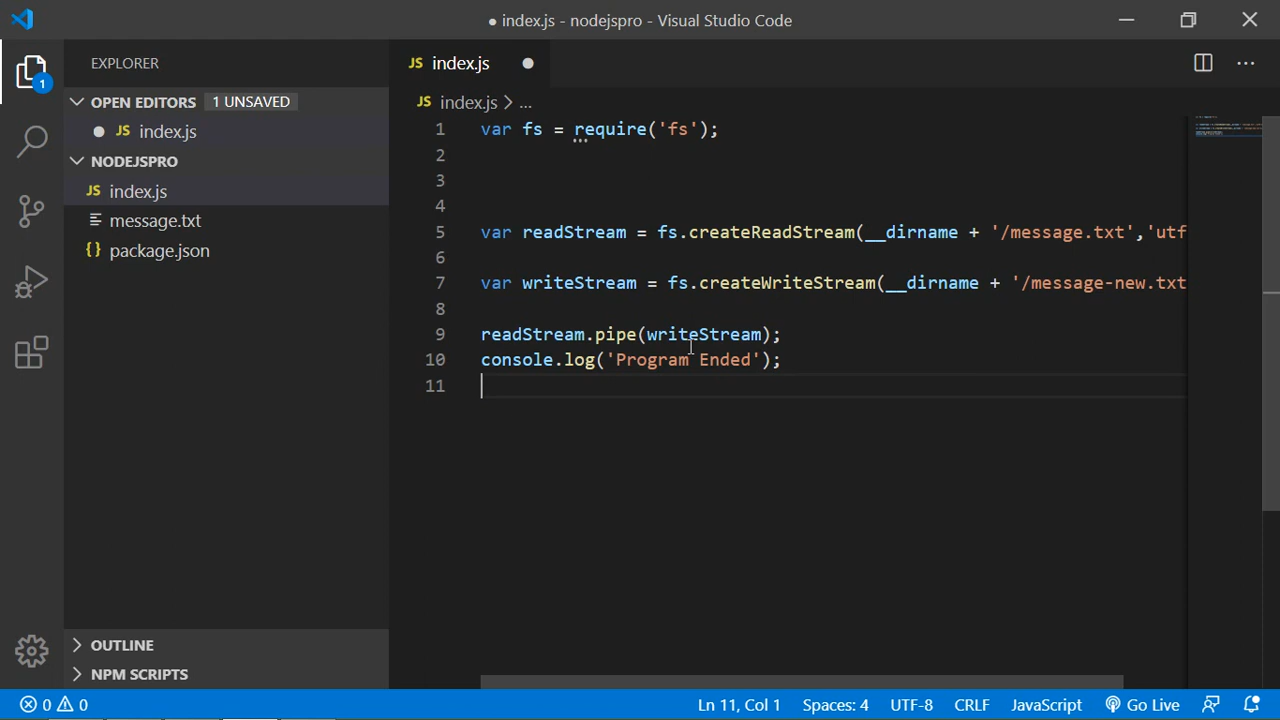 ● index.js - nodejspro - Visual Studio Code
EXPLORER
1
OPEN EDITORS 1 UNSAVED
JS index.js
NODEJSPRO
JS index.js
message.txt
{} package.json
OUTLINE
NPM SCRIPTS
JS index.js
JS index.js > ...
1 var fs = require('fs');
2
3
4
5 var readStream = fs.createReadStream(__dirname + '/message.txt','utf
6
7 var writeStream = fs.createWriteStream(__dirname + '/message-new.txt
8
9 readStream.pipe(writeStream);
10 console.log('Program Ended');
11
0 0 Ln 11, Col 1 Spaces: 4 UTF-8 CRLF JavaScript Go Live